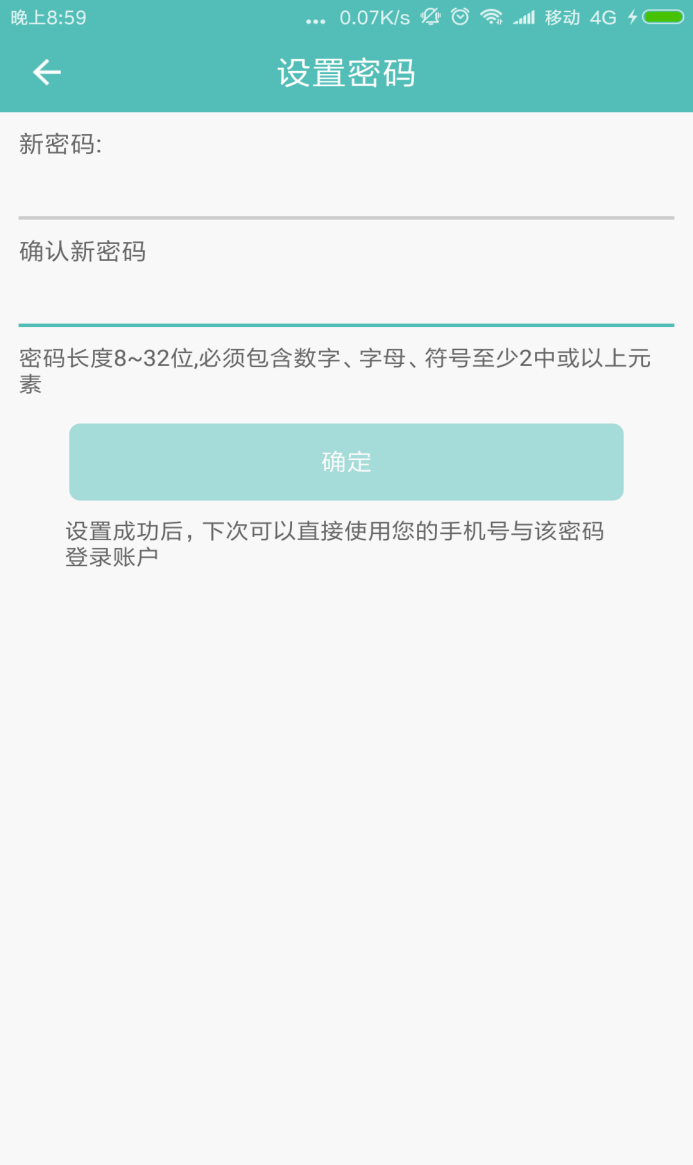 晚上8:59 ... 0.07K/s 移动 4G
设置密码
新密码:
确认新密码
密码长度8~32位,必须包含数字、字母、符号至少2中或以上元
素
确定
设置成功后，下次可以直接使用您的手机号与该密码
登录账户